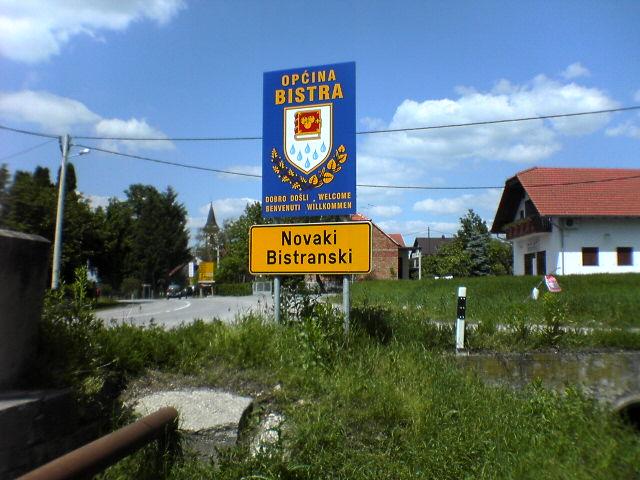 OPĆINA
BISTRA
DOBRO DOŠLI, WELCOME
BENVENUTI WILLKOMMEN
Novaki
Bistranski